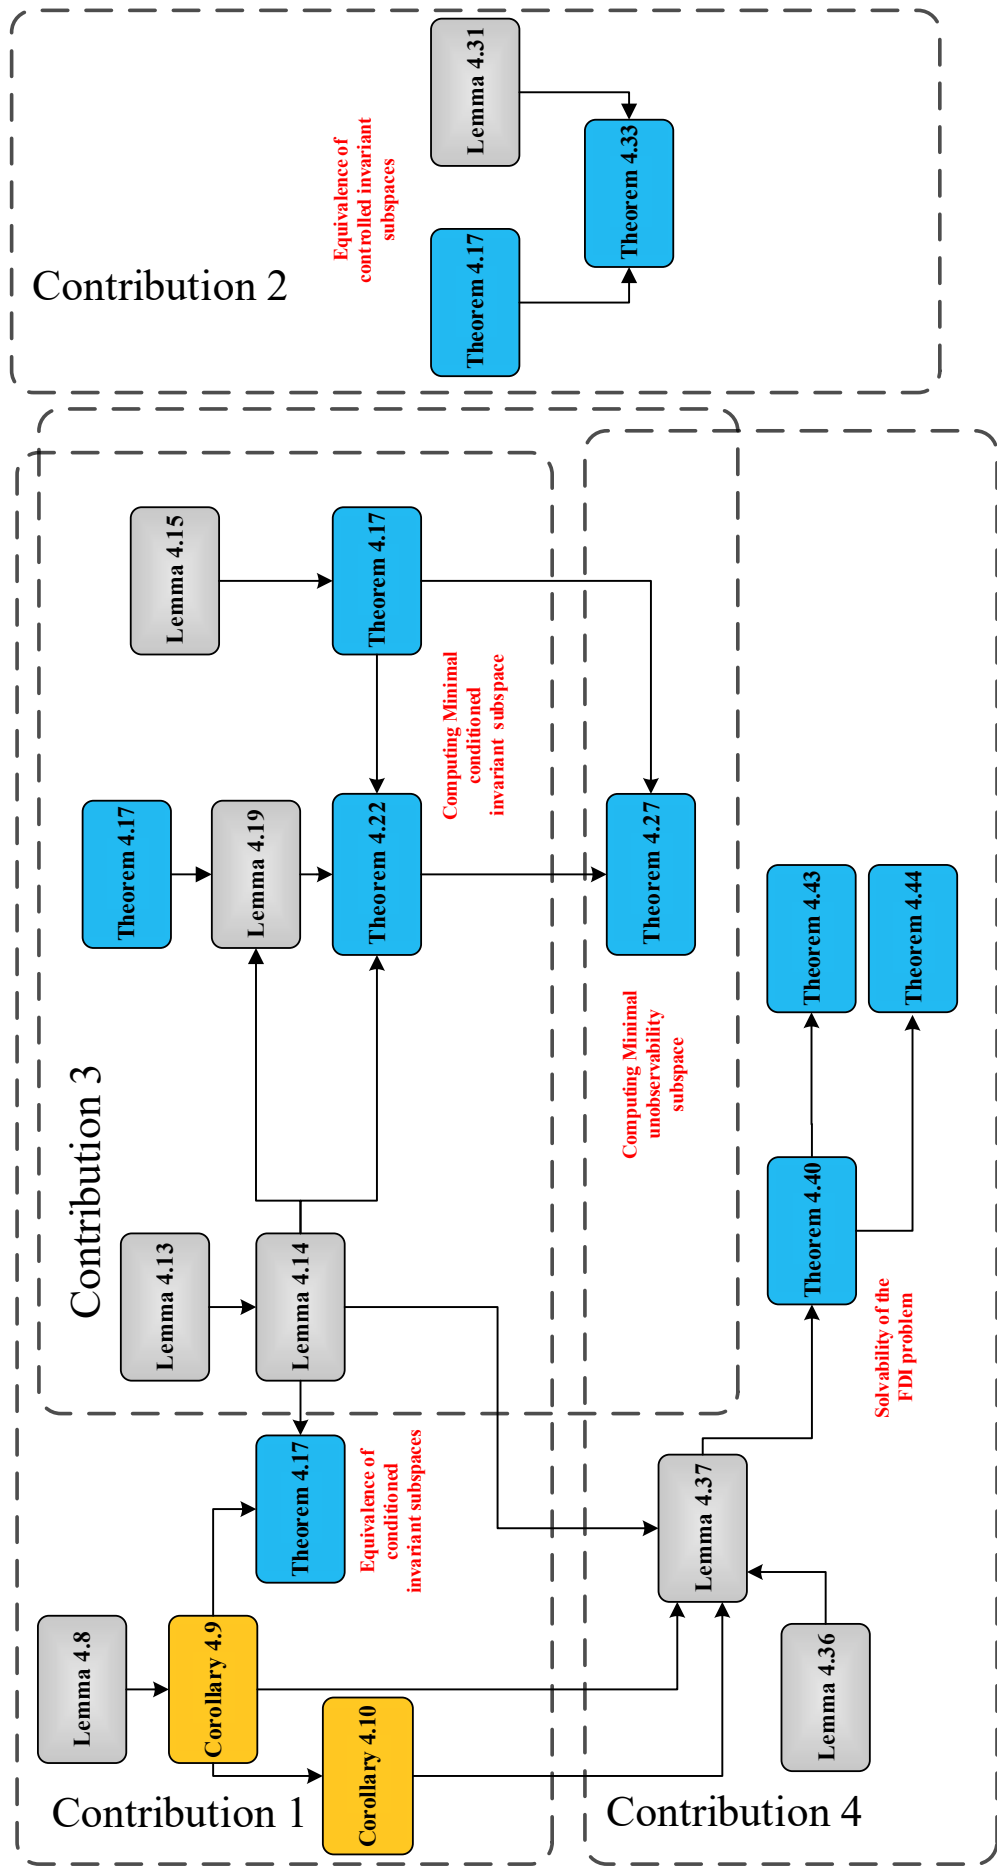 Contribution 2
Lemma 4.31
Equivalence of
controlled invariant
subspaces
Theorem 4.17
Theorem 4.33
Contribution 3
Lemma 4.15
Theorem 4.17
Theorem 4.17
Lemma 4.19
Theorem 4.22
Computing Minimal
conditioned
invariant subspace
Theorem 4.27
Computing Minimal
unobservability
subspace
Lemma 4.13
Lemma 4.14
Theorem 4.17
Equivalence of
conditioned
invariant subspaces
Lemma 4.8
Corollary 4.9
Corollary 4.10
Contribution 1
Theorem 4.43
Theorem 4.44
Theorem 4.40
Solvability of the
FDI problem
Lemma 4.37
Lemma 4.36
Contribution 4